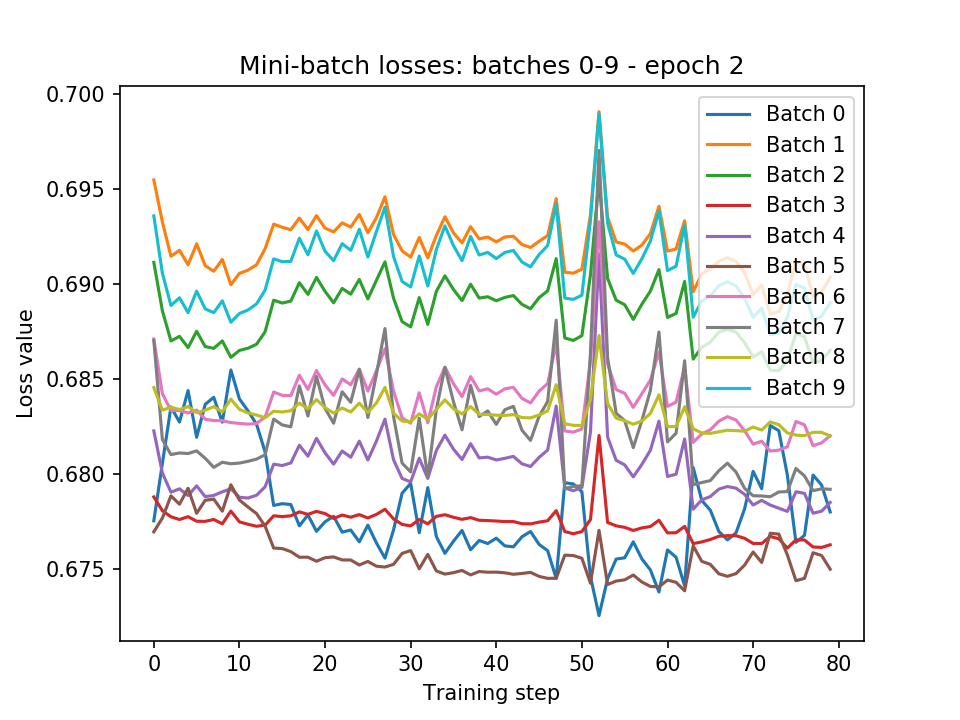 Mini-batch losses: batches 0-9 - epoch 2
0.700
0.695
0.690
0.685
0.680
0.675
Loss value
Batch 0
Batch 1
Batch 2
Batch 3
Batch 4
Batch 5
Batch 6
Batch 7
Batch 8
Batch 9
0 10 20 30 40 50 60 70 80
Training step